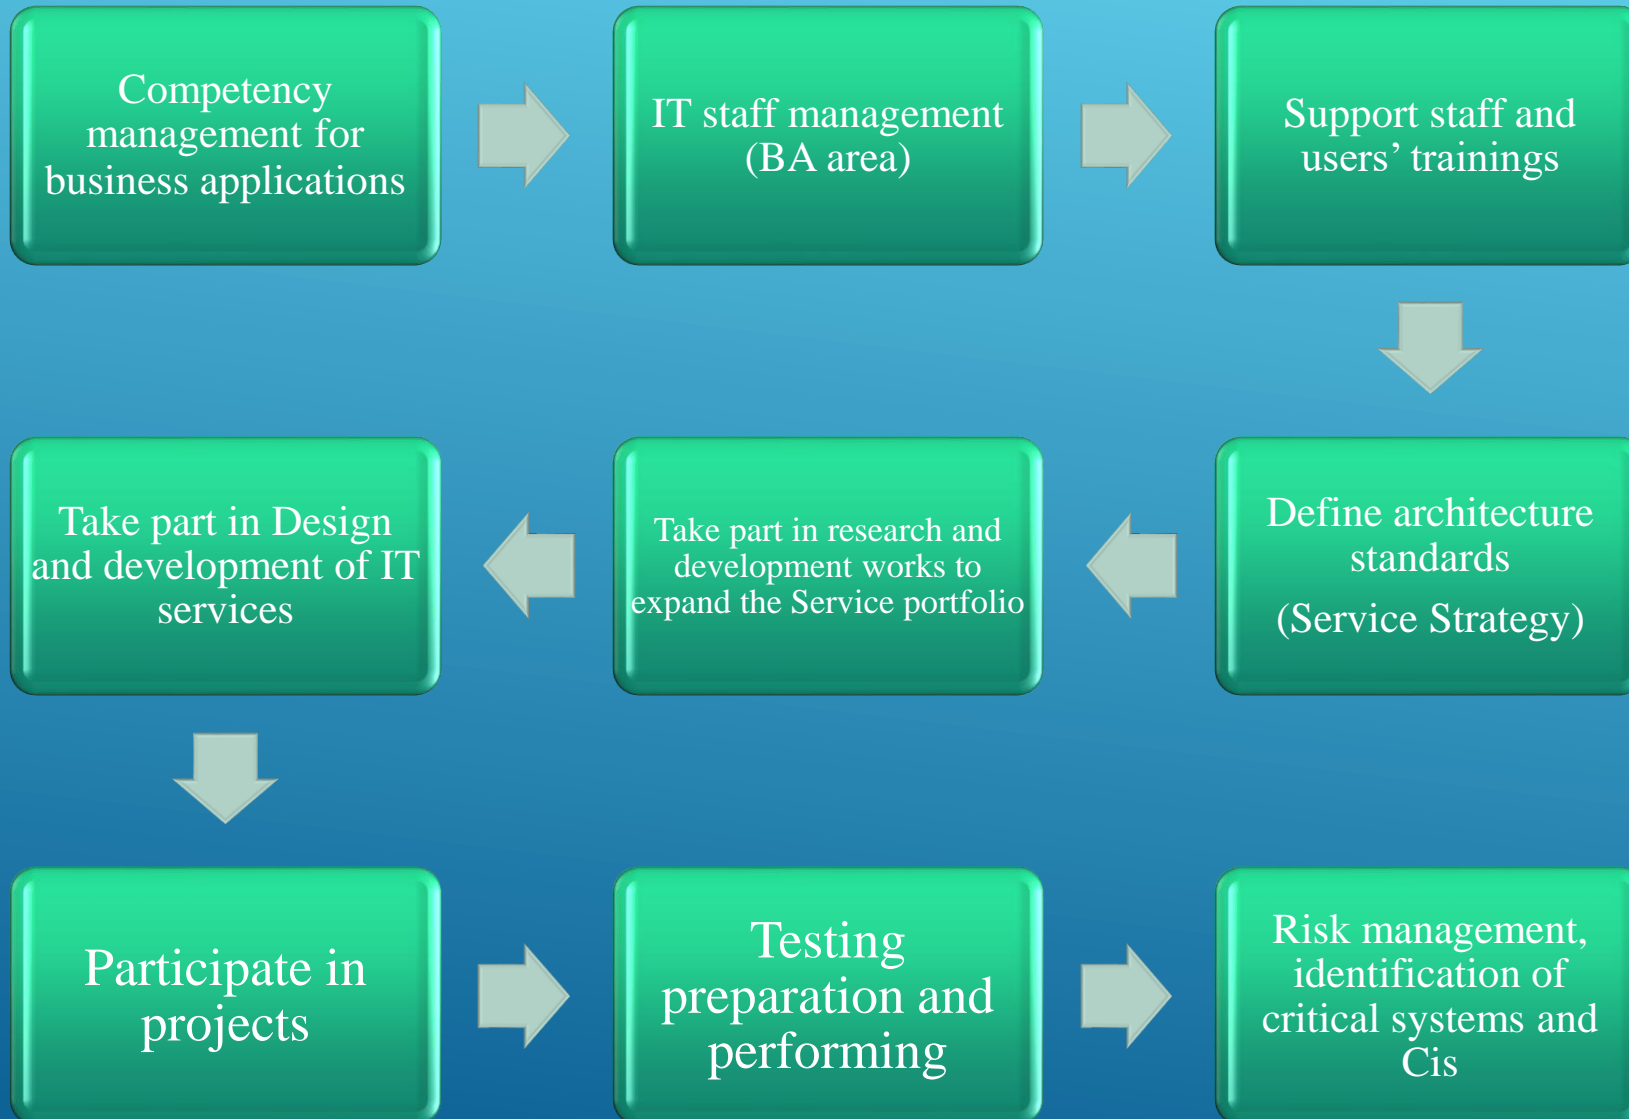 Competency
management for
business applications
IT staff management
(BA area)
Support staff and
users’ trainings
Define architecture
standards
(Service Strategy)
Take part in research and
development works to
expand the Service portfolio
Take part in Design
and development of IT
services
Participate in
projects
Testing
preparation and
performing
Risk management,
identification of
critical systems and
Cis